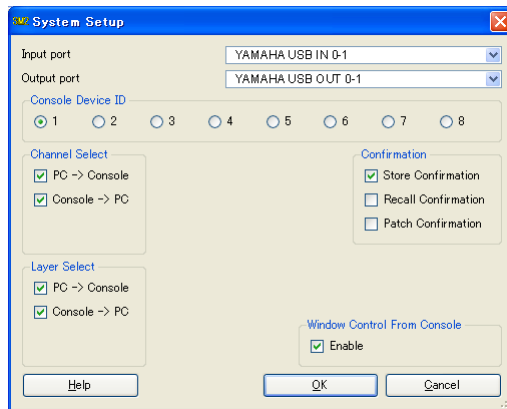 SM2 System Setup
Input port YAMAHA USB IN 0-1
Output port YAMAHA USB OUT 0-1
Console Device ID
1 2 3 4 5 6 7 8
Channel Select
PC -> Console
Console -> PC
Confirmation
Store Confirmation
Recall Confirmation
Patch Confirmation
Layer Select
PC -> Console
Console -> PC
Window Control From Console
Enable
Help OK Cancel